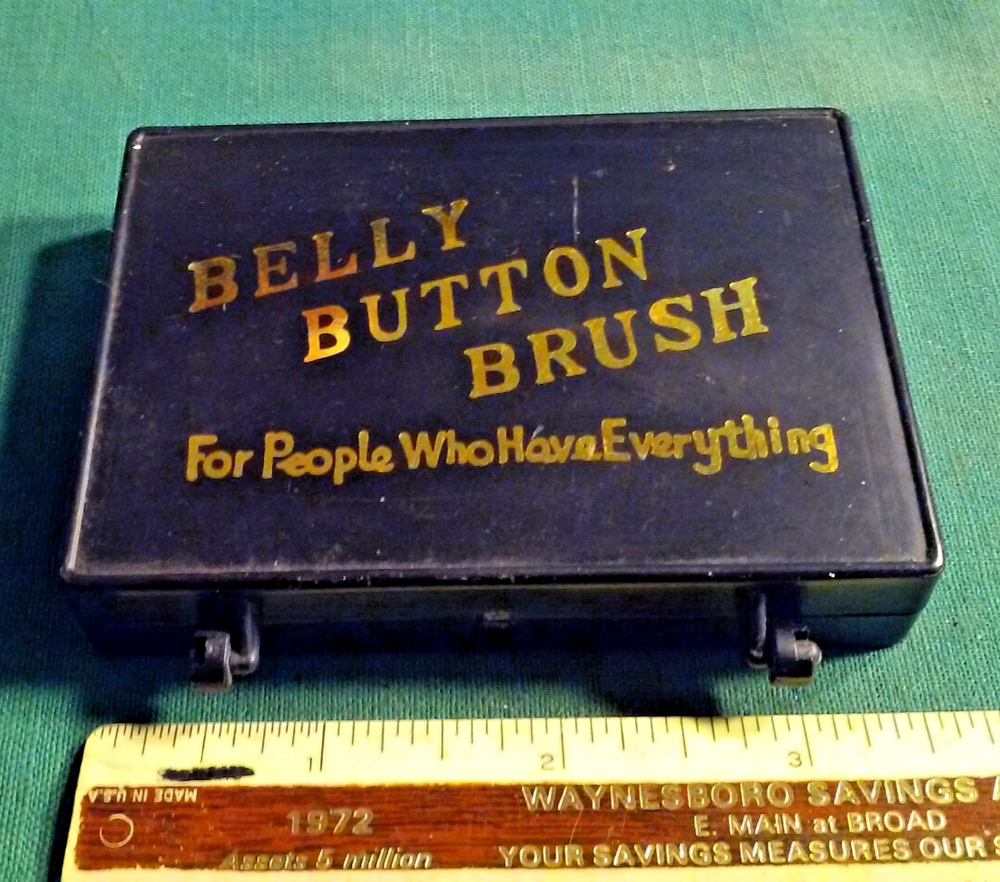 BELLY
BUTTON
BRUSH
For People Who Have Everything
1 2 3
MADE IN U.S.A.
1972
Assets 5 million
WAYNESBORO SAVINGS
E. MAIN at BROAD
YOUR SAVINGS MEASURES OUR